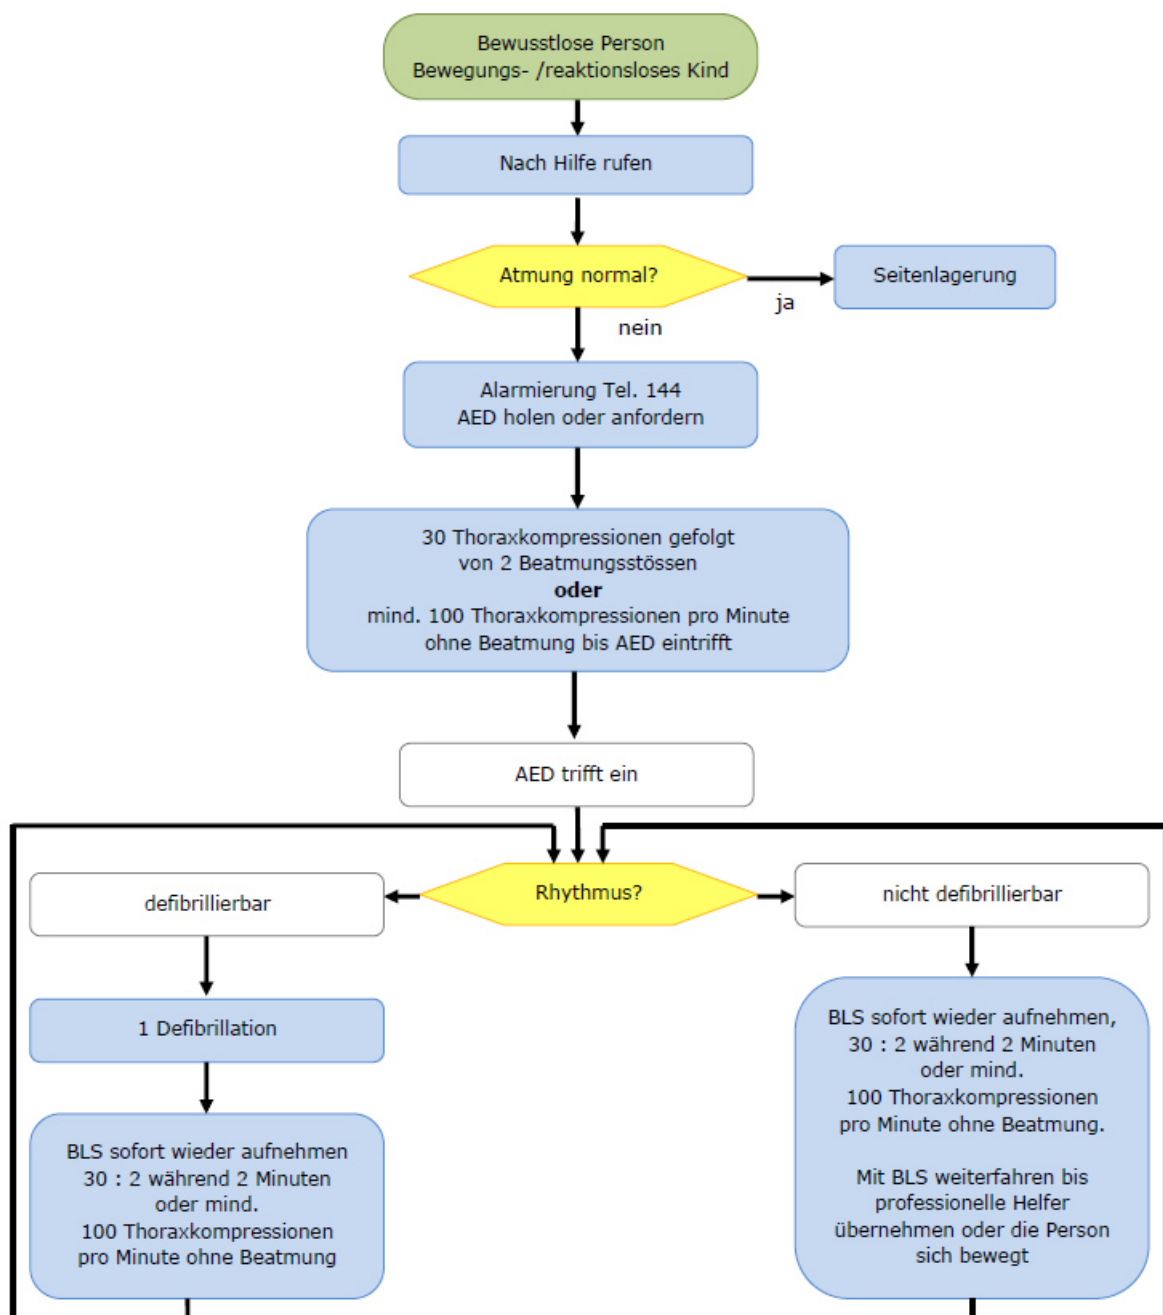 Bewusstlose Person
Bewegungs- /reaktionsloses Kind
Nach Hilfe rufen
Atmung normal?
ja
Seitenlagerung
nein
Alarmierung Tel. 144
AED holen oder anfordern
30 Thoraxkompressionen gefolgt
von 2 Beatmungsstössen
oder
mind. 100 Thoraxkompressionen pro Minute
ohne Beatmung bis AED eintrifft
AED trifft ein
Rhythmus?
defibrillierbar
1 Defibrillation
BLS sofort wieder aufnehmen
30 : 2 während 2 Minuten
oder mind.
100 Thoraxkompressionen
pro Minute ohne Beatmung
nicht defibrillierbar
BLS sofort wieder aufnehmen,
30 : 2 während 2 Minuten
oder mind.
100 Thoraxkompressionen
pro Minute ohne Beatmung.
Mit BLS weiterfahren bis
professionelle Helfer
übernehmen oder die Person
sich bewegt